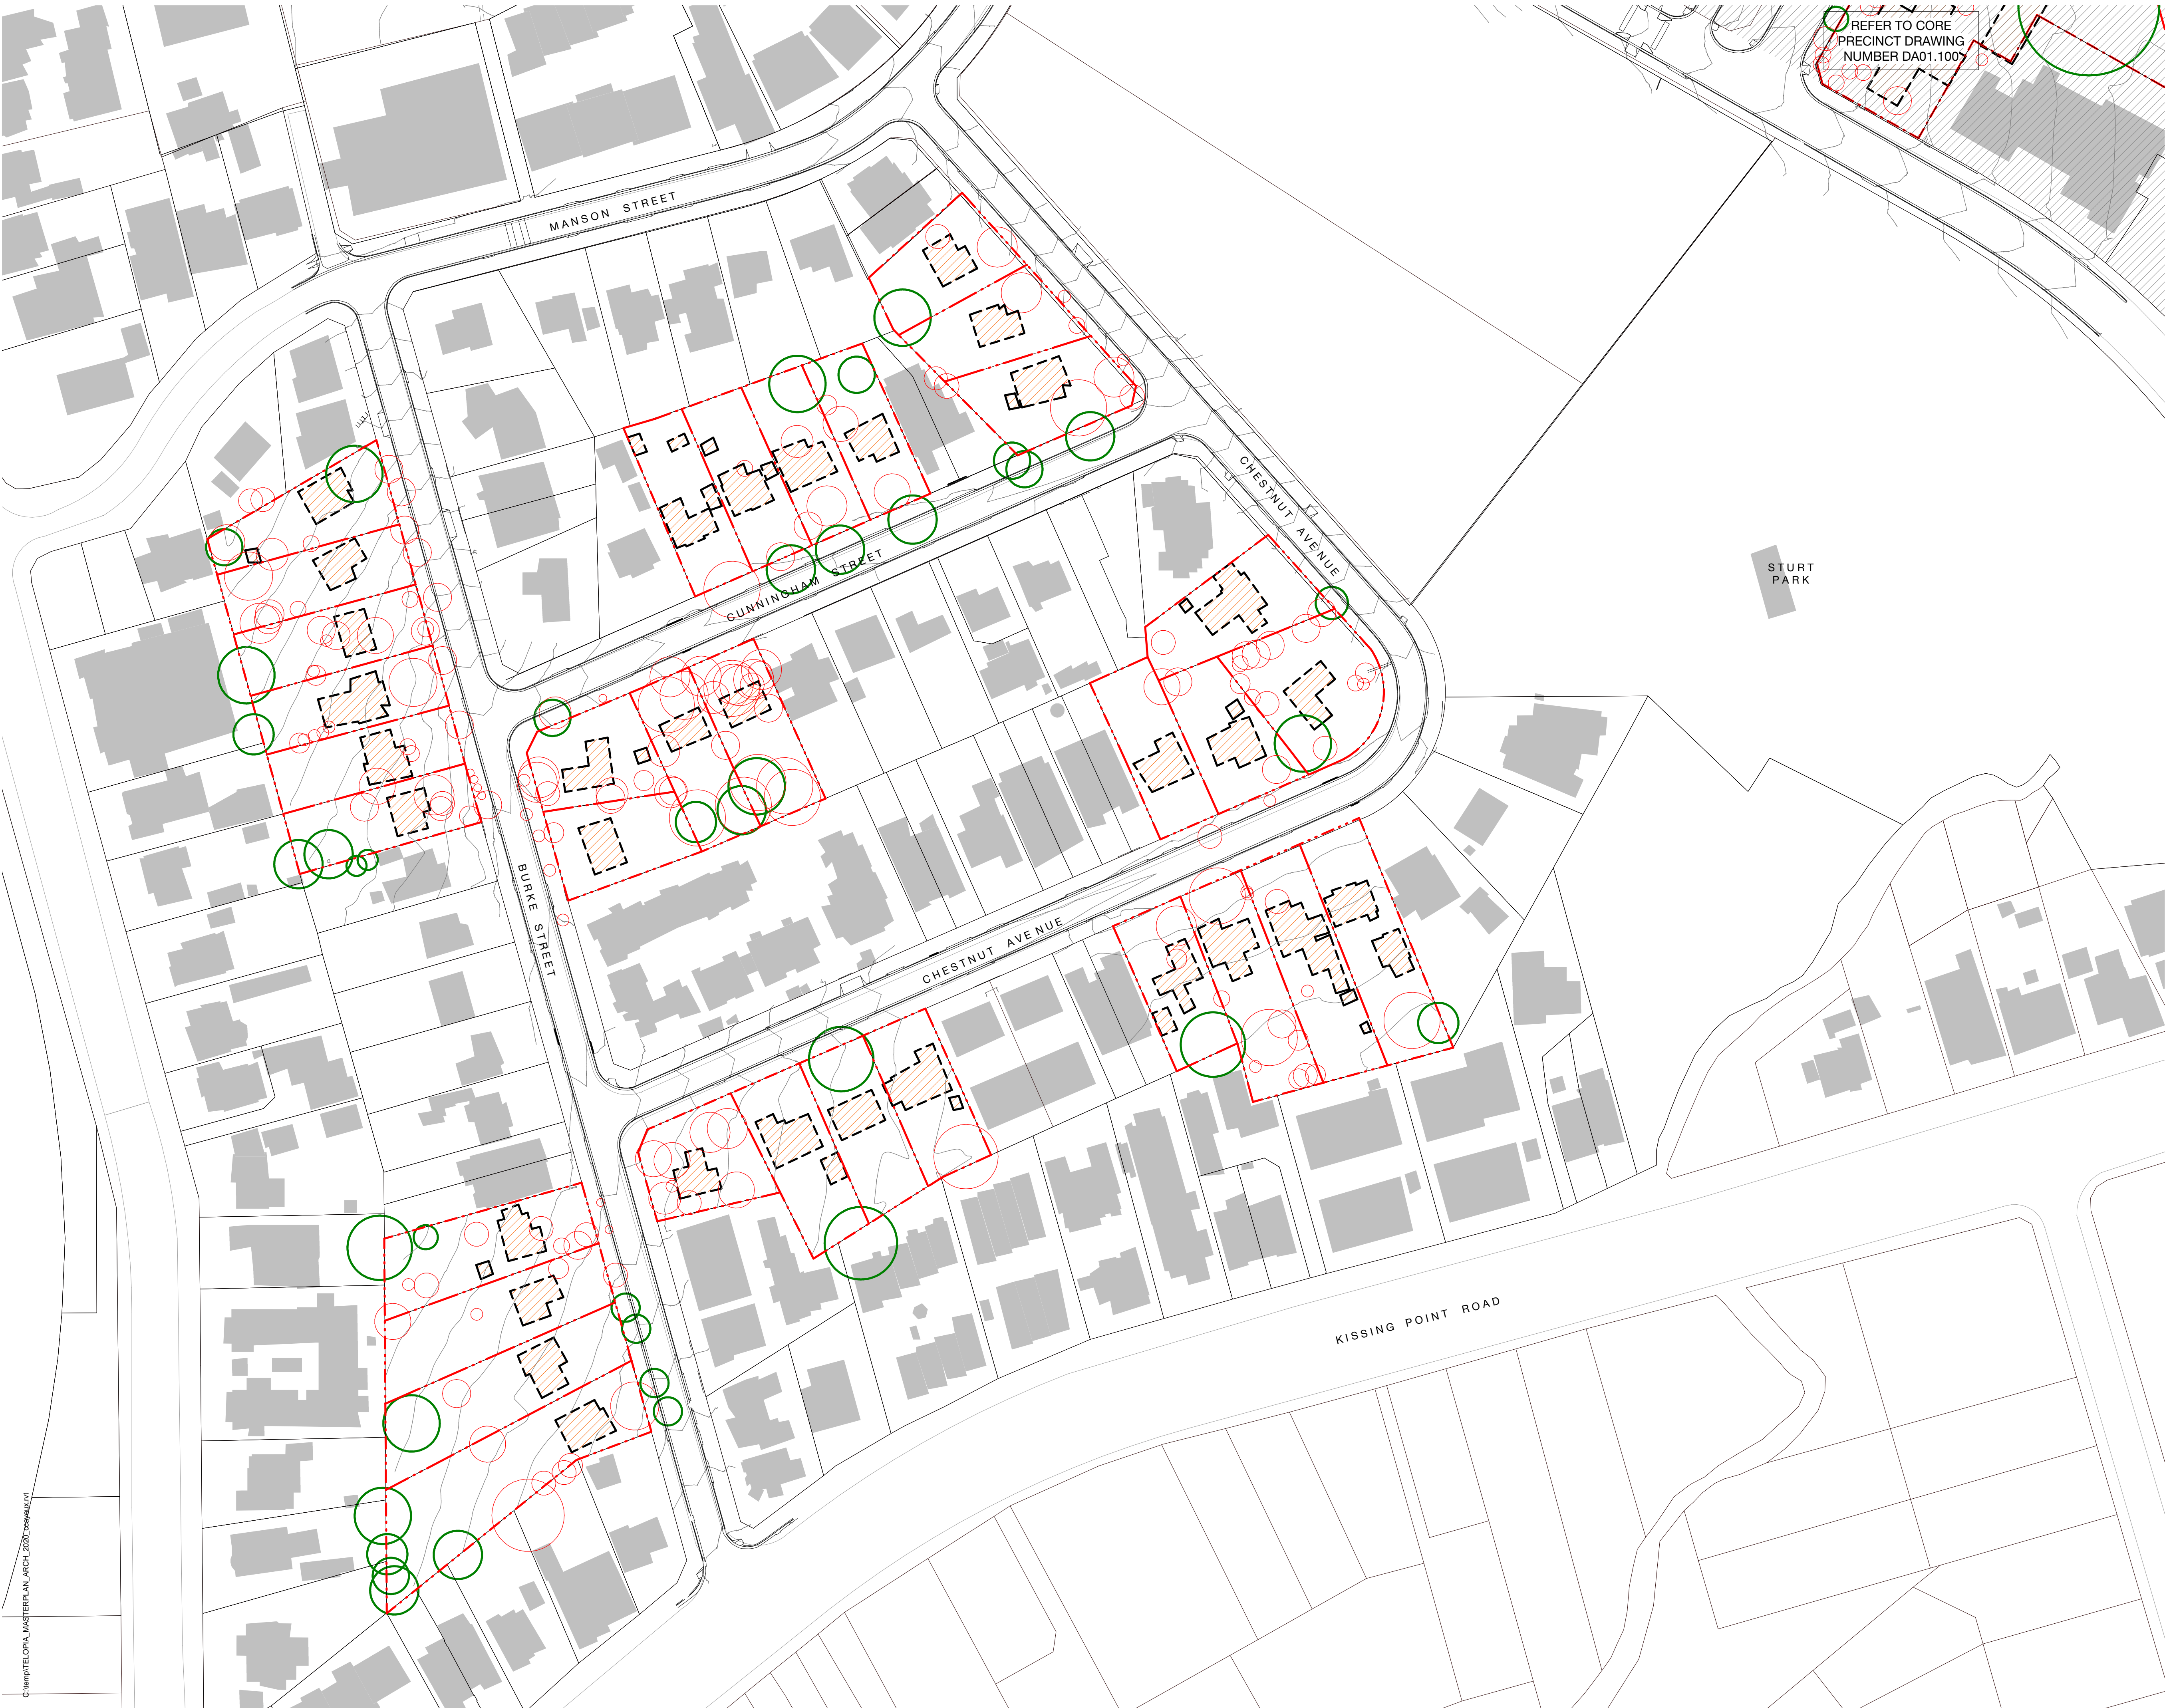 REFER TO CORE
PRECINCT DRAWING
NUMBER DA01.100
MANSON STREET
CHESTNUT AVENUE
STURT
PARK
CUNNINGHAM STREET
BURKE STREET
CHESTNUT AVENUE
KISSING POINT ROAD